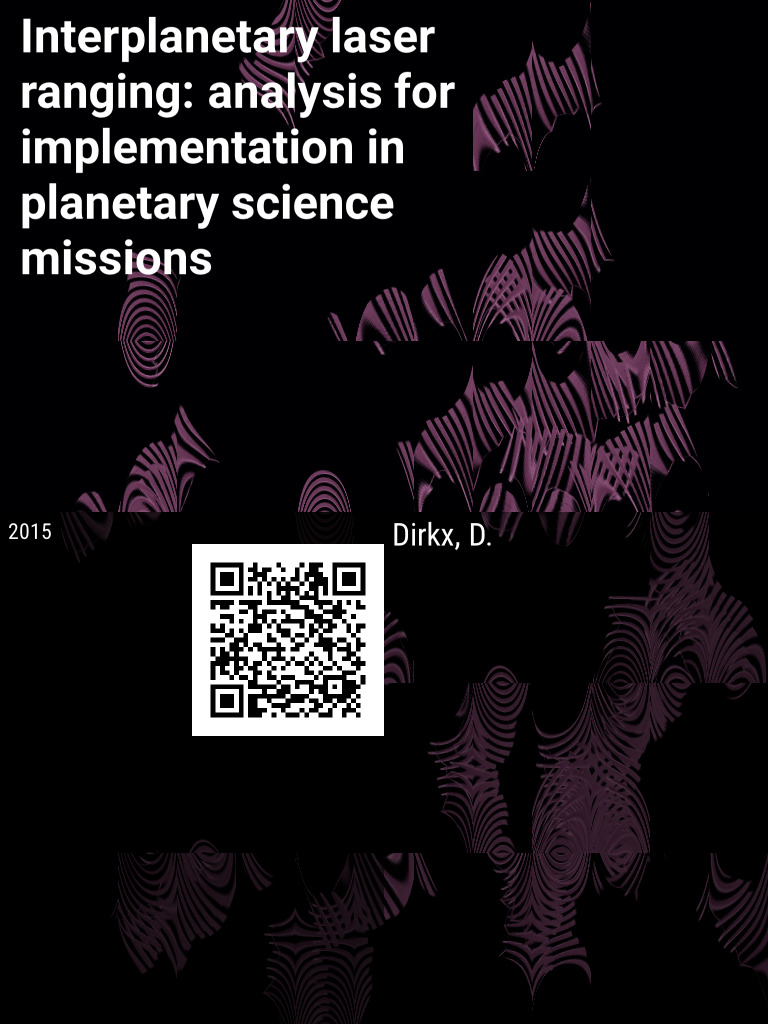 Interplanetary laser
ranging: analysis for
implementation in
planetary science
missions
2015
Dirkx, D.